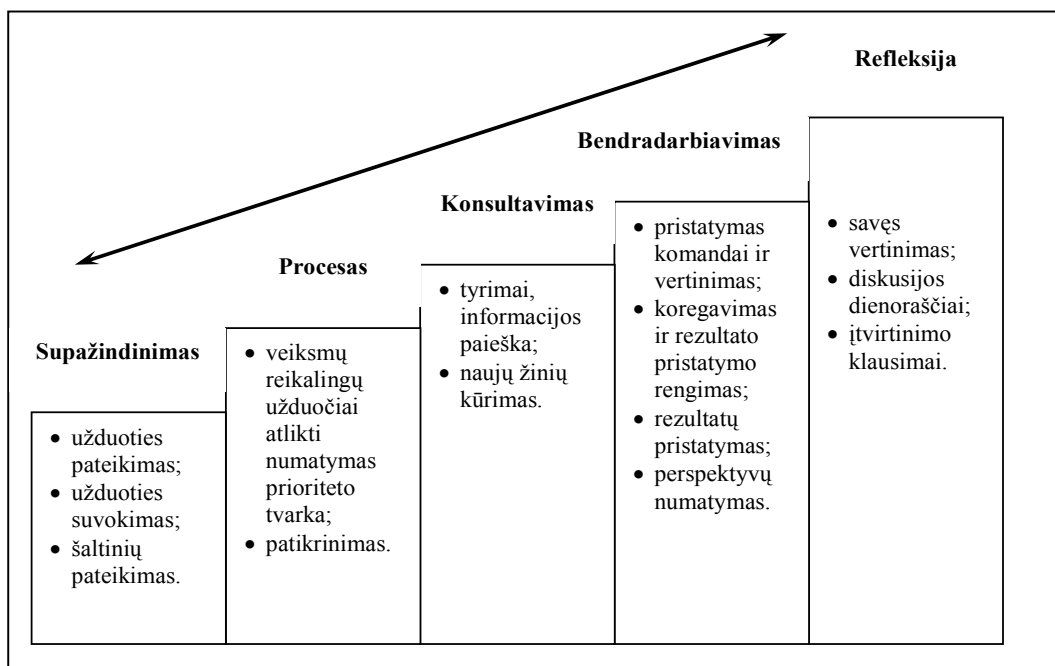 Supažindinimas
• užduoties
pateikimas;
• užduoties
suvokimas;
• šaltinių
pateikimas.
Procesas
• veiksmų
reikalingų
užduočiai
atlikti
numatymas
prioriteto
tvarka;
• patikrinimas.
Konsultavimas
• tyrimai,
informacijos
paieška;
• naujų žinių
kūrimas.
Bendradarbiavimas
• pristatymas
komandai ir
vertinimas;
• koregavimas
ir rezultato
pristatymo
rengimas;
• rezultatų
pristatymas;
• perspektyvų
numatymas.
Refleksija
• savęs
vertinimas;
• diskusijos
dienoraščiai;
• įtvirtinimo
klausimai.